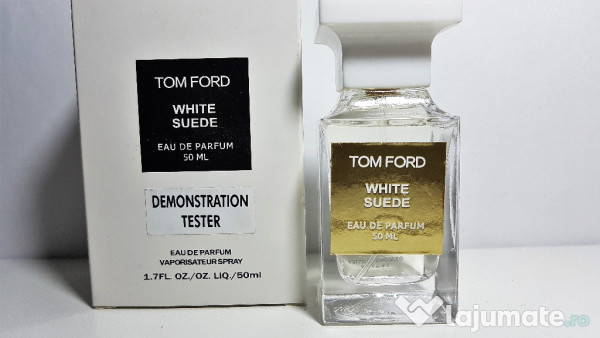 TOM FORD
WHITE
SUEDE
EAU DE PARFUM
50 ML
DEMONSTRATION
TESTER
EAU DE PARFUM
VAPORISATEUR SPRAY
1.7FL. OZ./OZ. LIQ./50ml
TOM FORD
WHITE
SUEDE
EAU DE PARFUM
50 ML
lajumate.ro